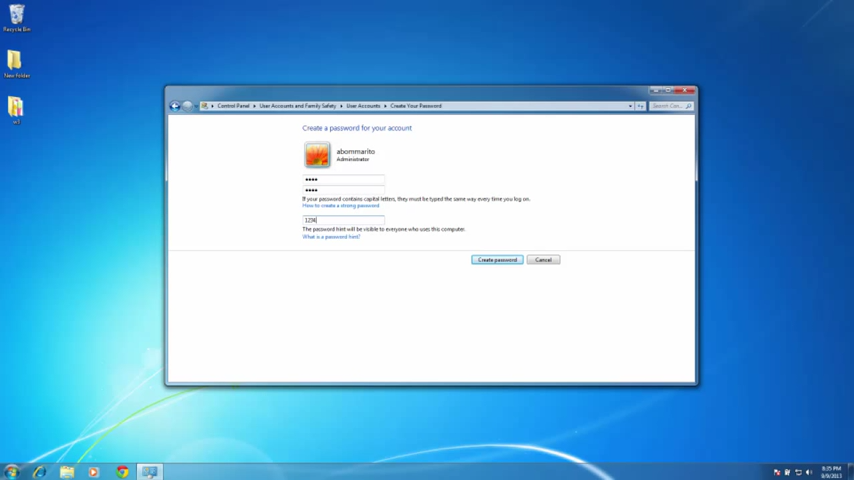 Recycle Bin
New folder
Control Panel ▸ User Accounts and Family Safety ▸ User Accounts ▸ Create Your Password
Search Con...
Create a password for your account
abommarito
Administrator
••••
••••
If your password contains capital letters, they must be typed the same way every time you log on.
How to create a strong password
1234
The password hint will be visible to everyone who uses this computer.
What is a password hint?
Create password
Cancel
8:35 PM